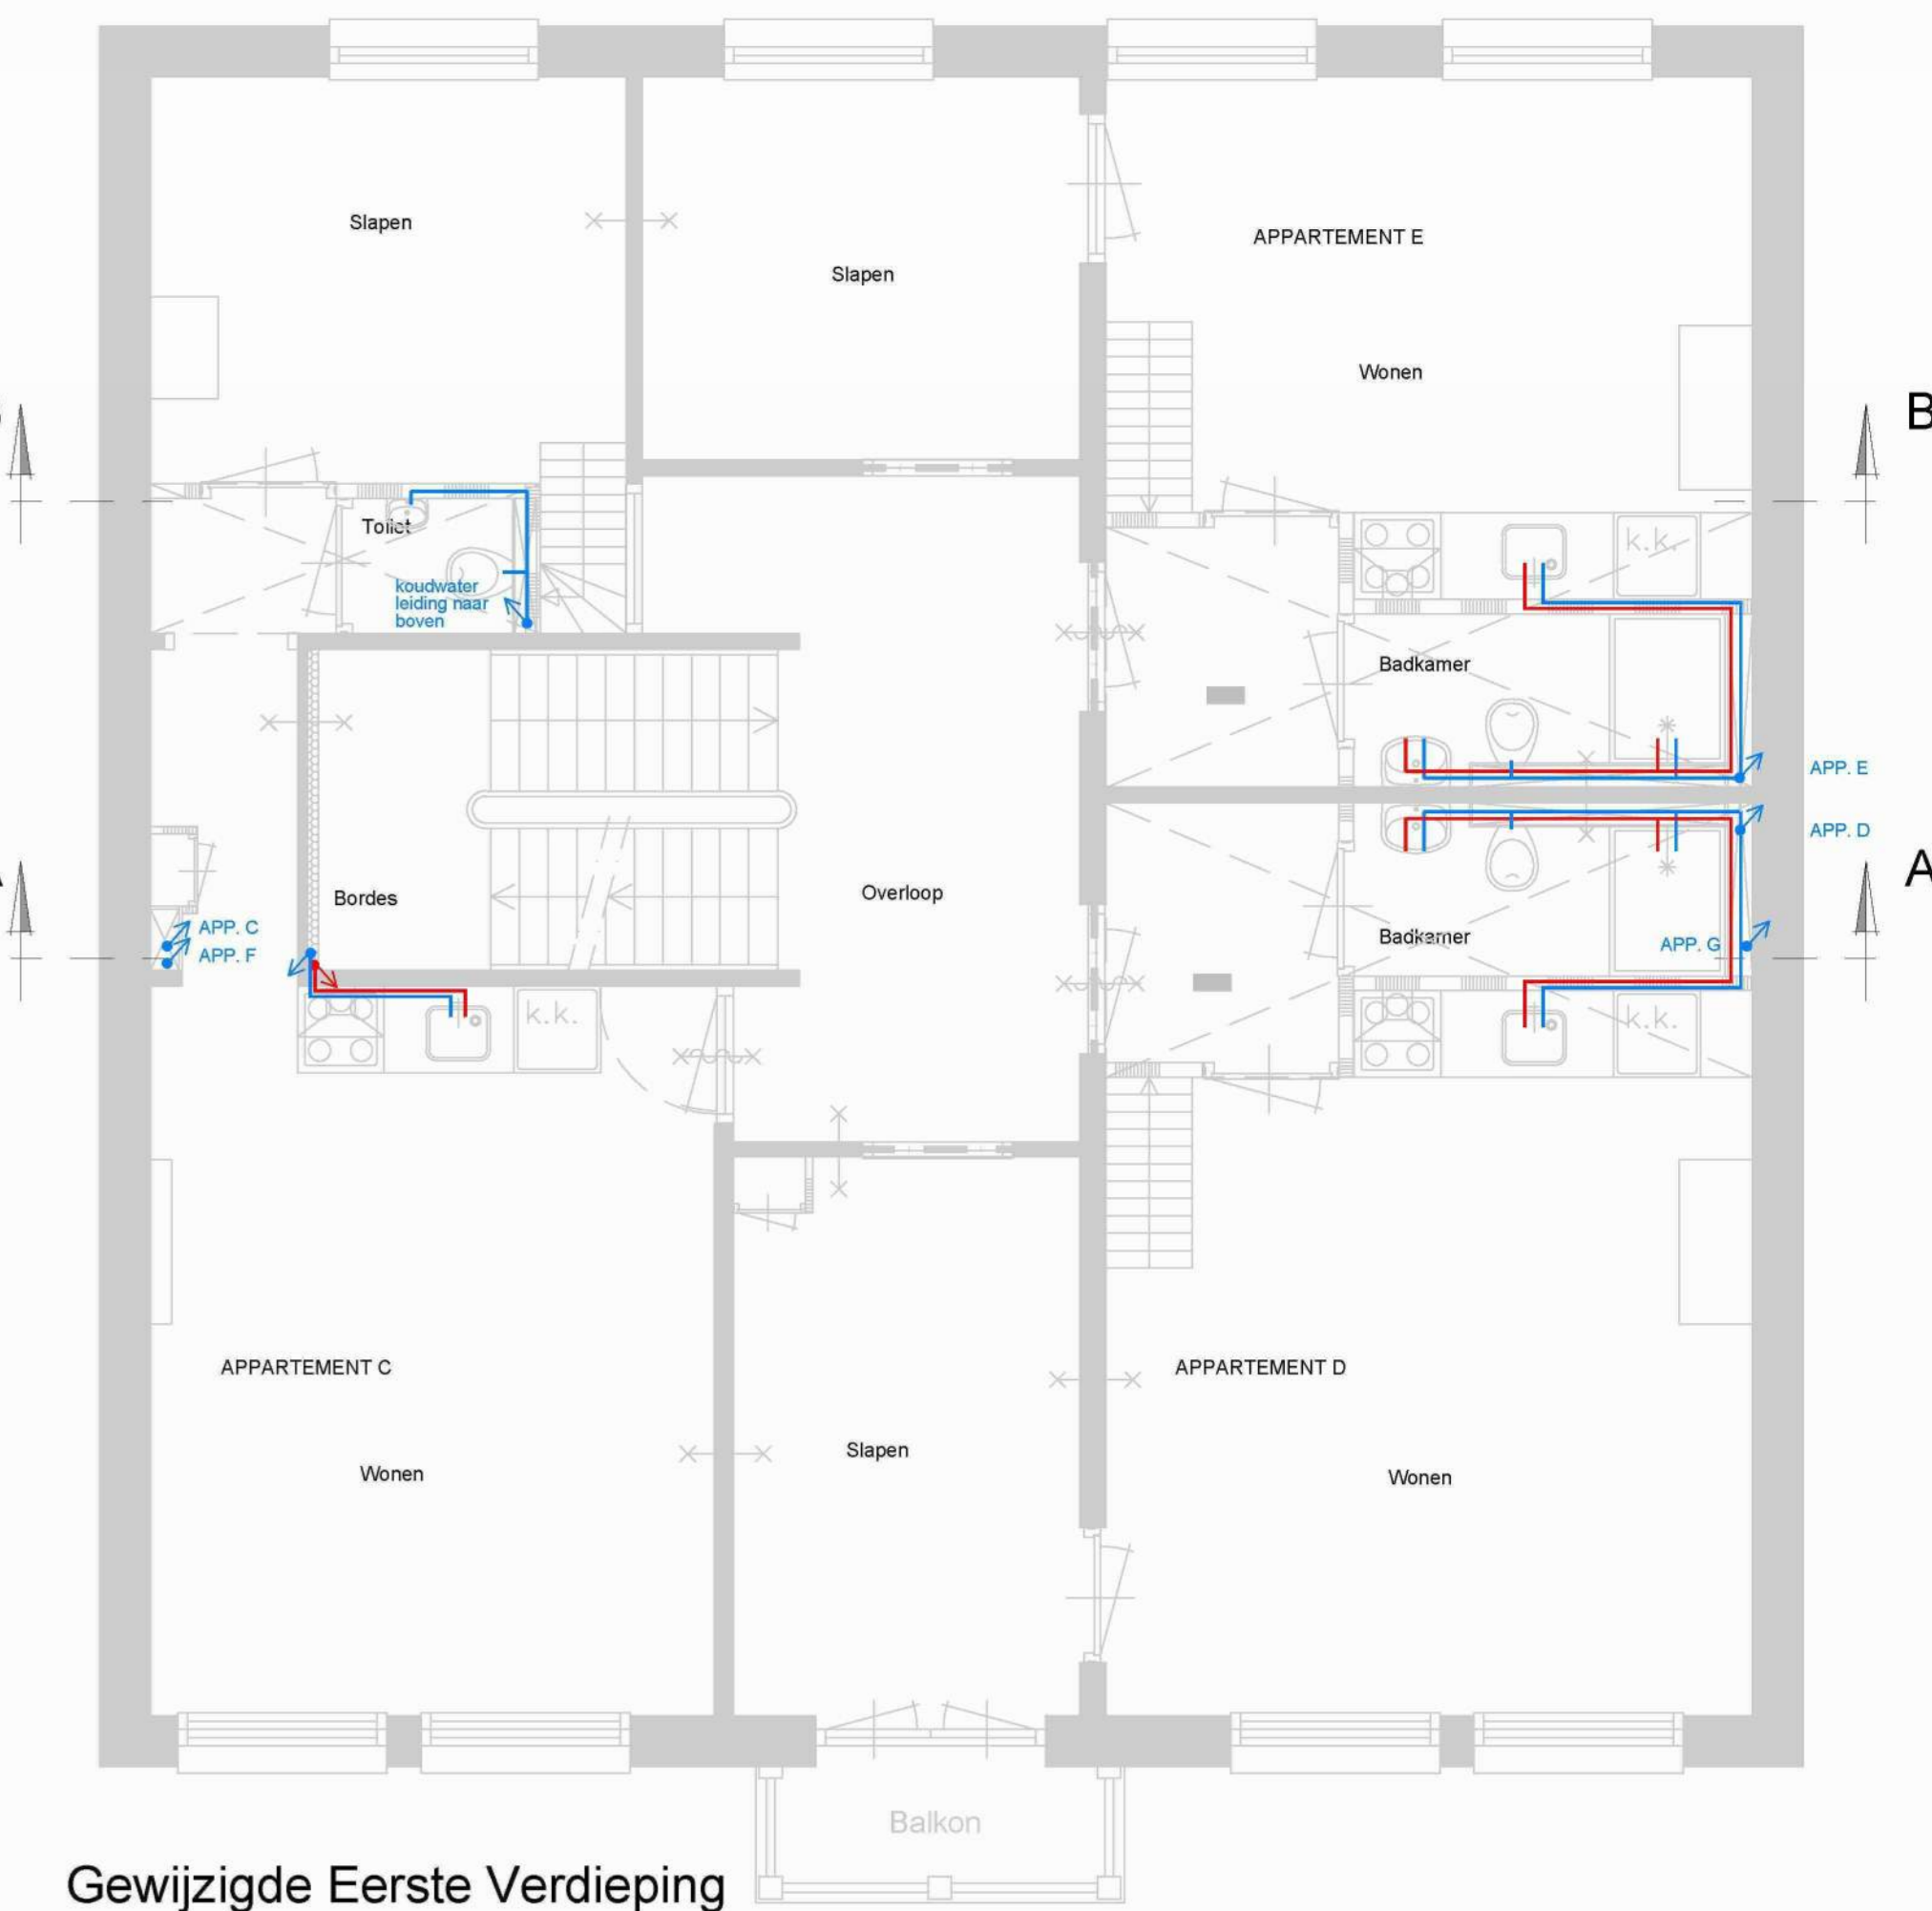 Slapen
Slapen
APPARTEMENT E
Wonen
B
Toilet
koudwater
leiding naar
boven
k.k.
Badkamer
APP. E
APP. D
A
Bordes
Overloop
APP. C
APP. F
Badkamer
APP. G
k.k.
k.k.
APPARTEMENT C
APPARTEMENT D
Slapen
Wonen
Wonen
Balkon
Gewijzigde Eerste Verdieping